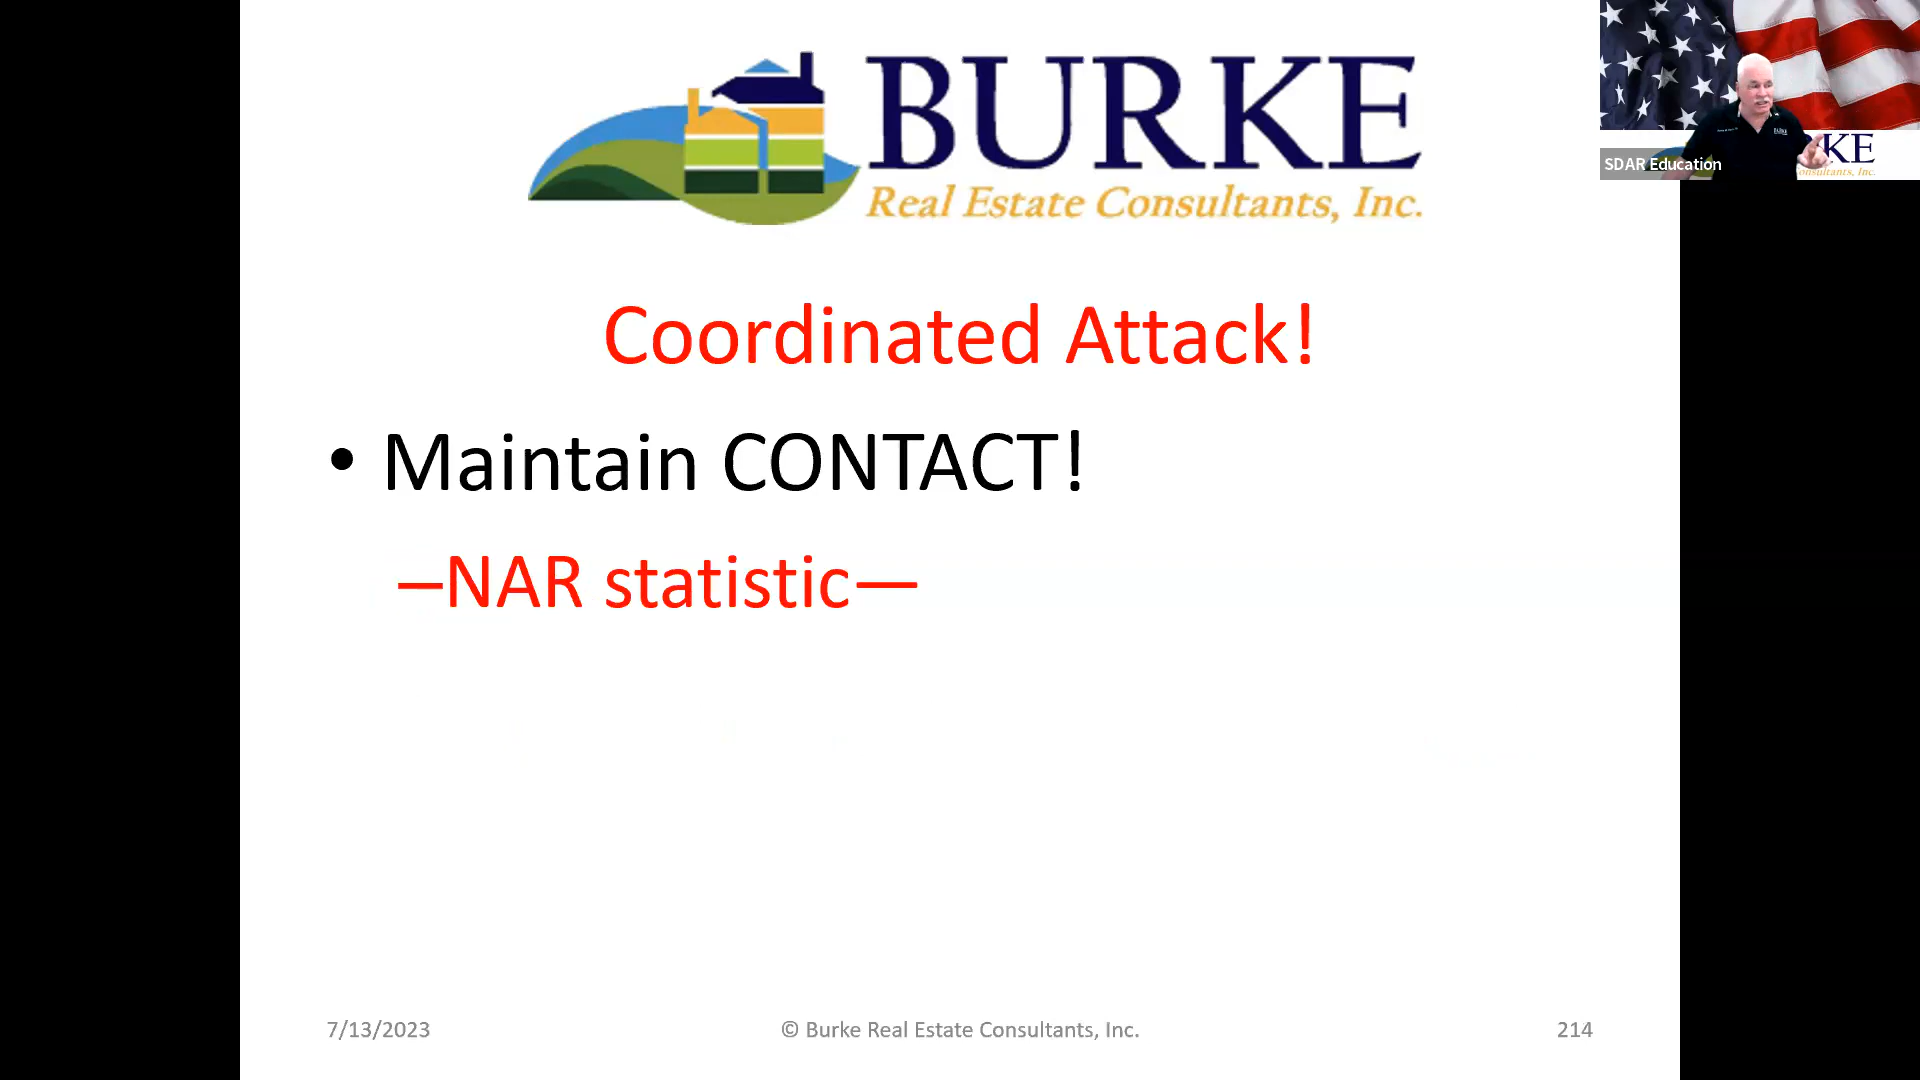 BURKE
Real Estate Consultants, Inc.
SDAR Education
Coordinated Attack!
• Maintain CONTACT!
–NAR statistic—
7/13/2023
© Burke Real Estate Consultants, Inc.
214